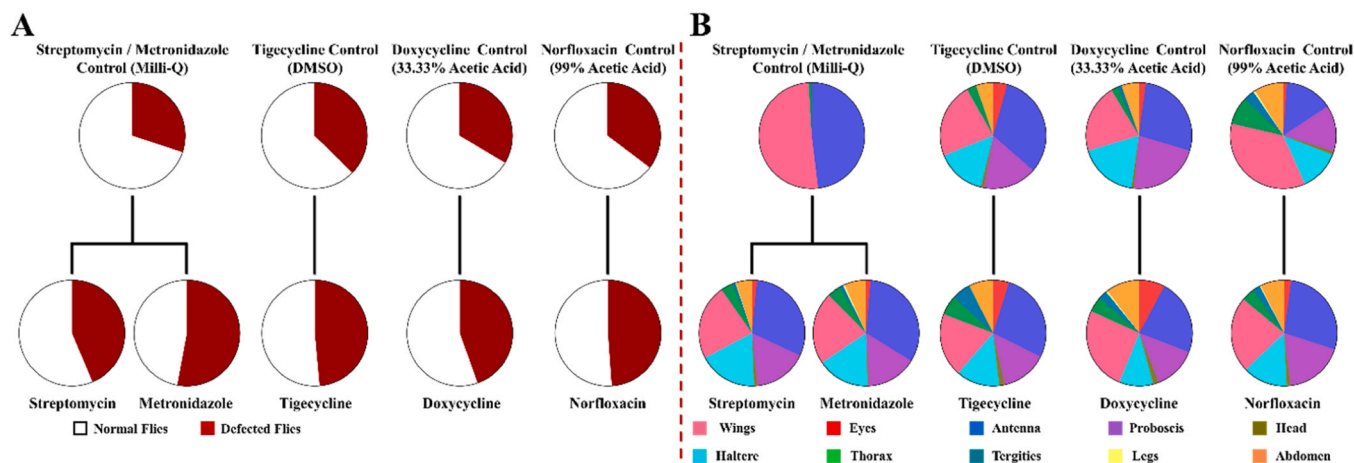 A
Streptomycin / Metronidazole
Control (Milli-Q)
Tigecycline Control
(DMSO)
Doxycycline Control
(33.33% Acetic Acid)
Norfloxacin Control
(99% Acetic Acid)
Streptomycin
Metronidazole
Tigecycline
Doxycycline
Norfloxacin
Normal Flies
Defected Flies
B
Streptomycin / Metronidazole
Control (Milli-Q)
Tigecycline Control
(DMSO)
Doxycycline Control
(33.33% Acetic Acid)
Norfloxacin Control
(99% Acetic Acid)
Streptomycin
Metronidazole
Tigecycline
Doxycycline
Norfloxacin
Wings
Eyes
Antenna
Proboscis
Head
Haltere
Thorax
Tergities
Legs
Abdomen